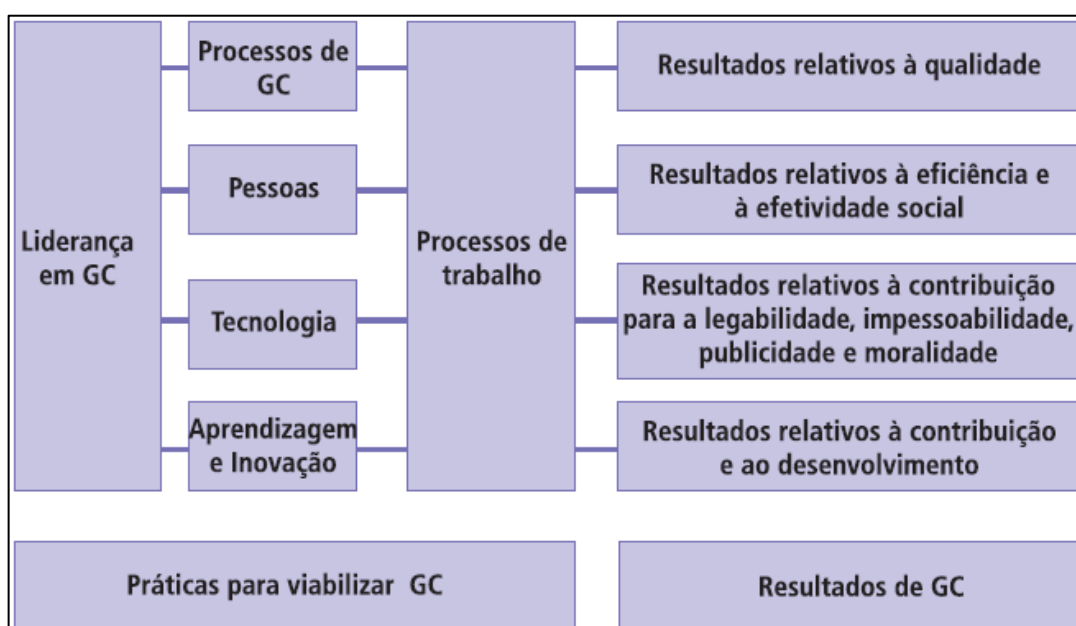 Liderança
em GC
Processos de
GC
Pessoas
Tecnologia
Aprendizagem
e Inovação
Processos de
trabalho
Resultados relativos à qualidade
Resultados relativos à eficiência e
à efetividade social
Resultados relativos à contribuição
para a legabilidade, impessoabilidade,
publicidade e moralidade
Resultados relativos à contribuição
e ao desenvolvimento
Práticas para viabilizar GC
Resultados de GC